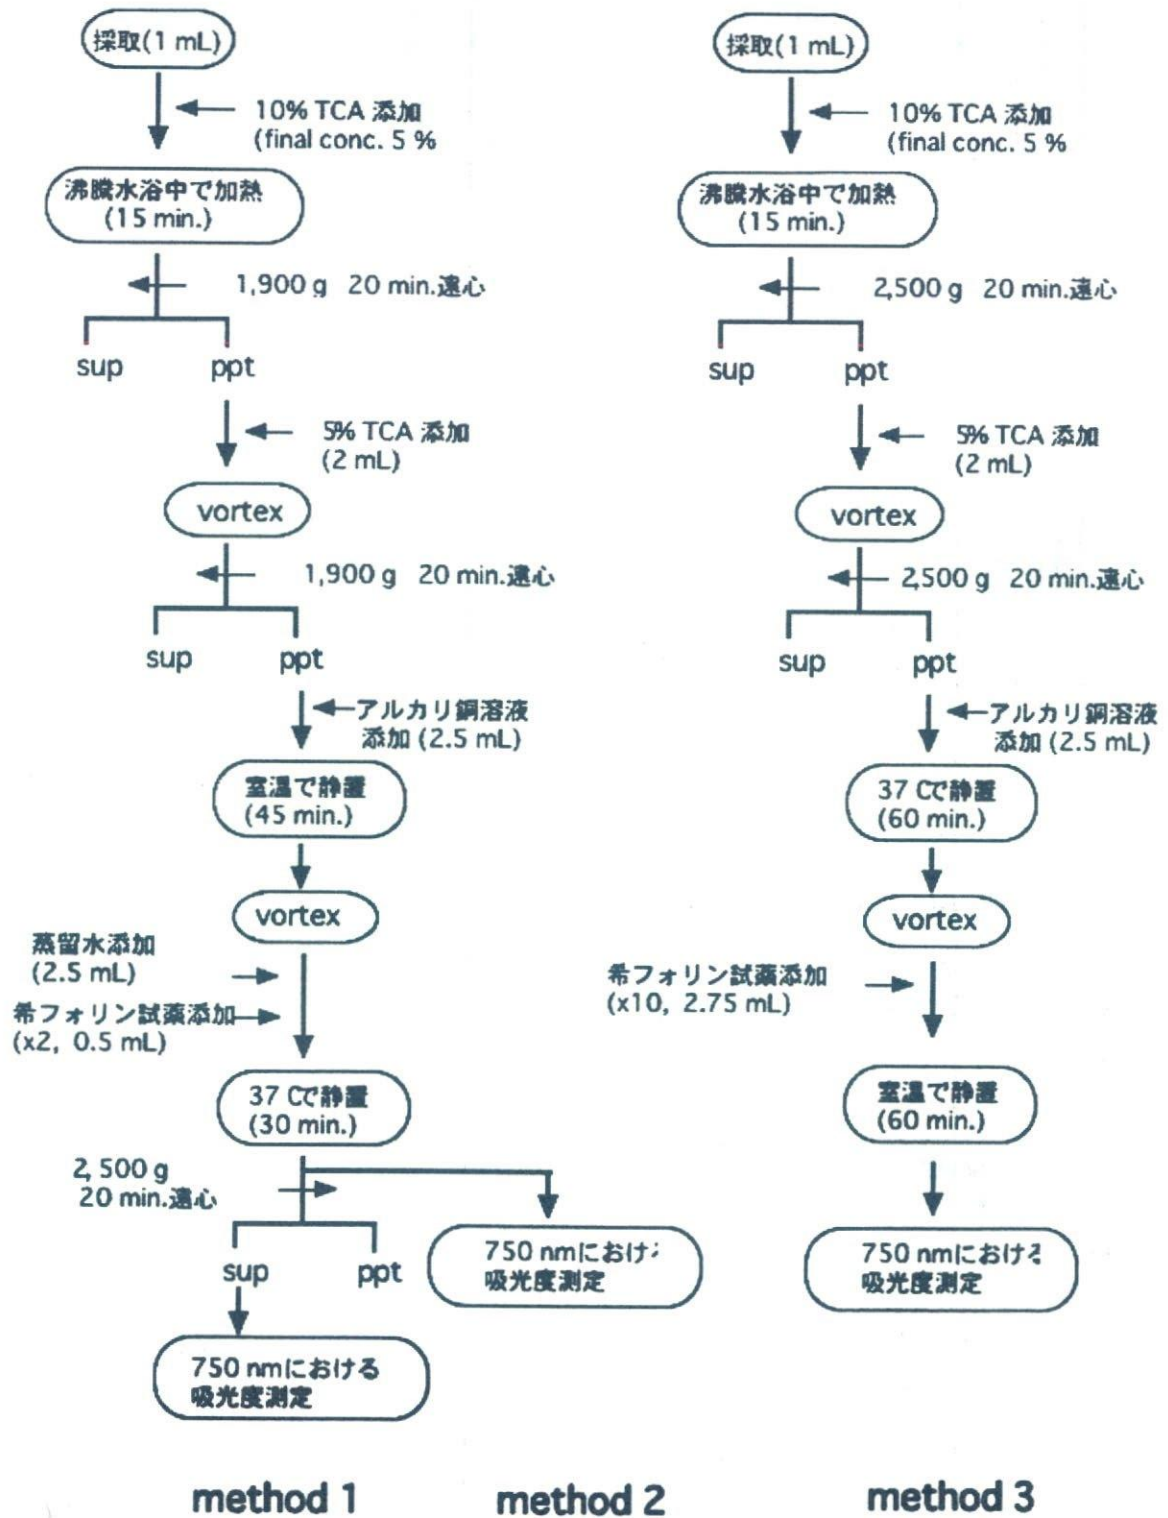 採取(1 mL)
10% TCA 添加
(final conc. 5 %
沸騰水浴中で加熱
(15 min.)
1,900 g 20 min.遠心
sup ppt
5% TCA 添加
(2 mL)
vortex
1,900 g 20 min.遠心
sup ppt
アルカリ銅溶液
添加 (2.5 mL)
室温で静置
(45 min.)
vortex
蒸留水添加
(2.5 mL)
希フォリン試薬添加
(x2, 0.5 mL)
37 Cで静置
(30 min.)
2,500 g
20 min.遠心
sup ppt
750 nmにおける
吸光度測定
750 nmにおけ
吸光度測定
method 1
method 2
採取(1 mL)
10% TCA 添加
(final conc. 5 %
沸騰水浴中で加熱
(15 min.)
2,500 g 20 min.遠心
sup ppt
5% TCA 添加
(2 mL)
vortex
2,500 g 20 min.遠心
sup ppt
アルカリ銅溶液
添加 (2.5 mL)
37 Cで静置
(60 min.)
vortex
希フォリン試薬添加
(x10, 2.75 mL)
室温で静置
(60 min.)
750 nmにおける
吸光度測定
method 3